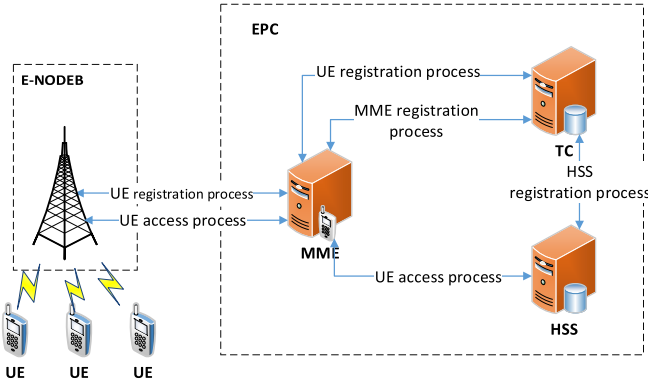 EPC
E-NODEB
UE registration process
MME registration
process
TC
HSS
registration process
UE registration process
UE access process
MME
UE access process
HSS
UE
UE
UE